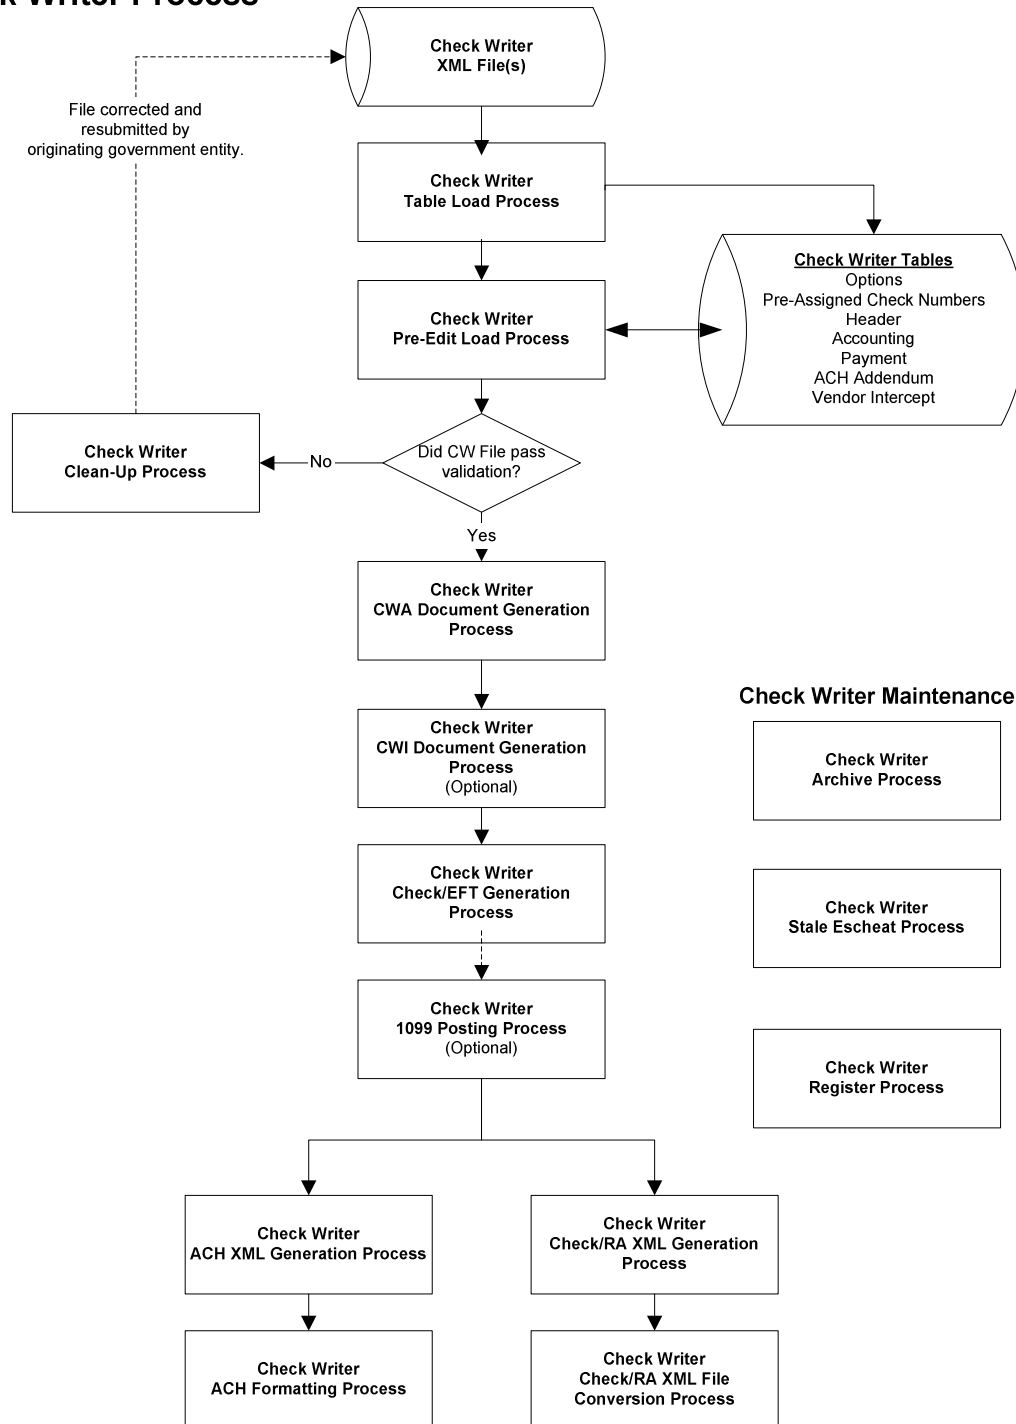 Writer Process
Check Writer
XML File(s)
File corrected and
resubmitted by
originating government entity.
Check Writer
Table Load Process
Check Writer Tables
Options
Pre-Assigned Check Numbers
Header
Accounting
Payment
ACH Addendum
Vendor Intercept
Check Writer
Pre-Edit Load Process
Did CW File pass
validation?
No
Check Writer
Clean-Up Process
Yes
Check Writer
CWA Document Generation
Process
Check Writer
CWI Document Generation
Process
(Optional)
Check Writer
Check/EFT Generation
Process
Check Writer
1099 Posting Process
(Optional)
Check Writer Maintenance
Check Writer
Archive Process
Check Writer
Stale Escheat Process
Check Writer
Register Process
Check Writer
ACH XML Generation Process
Check Writer
Check/RA XML Generation
Process
Check Writer
ACH Formatting Process
Check Writer
Check/RA XML File
Conversion Process